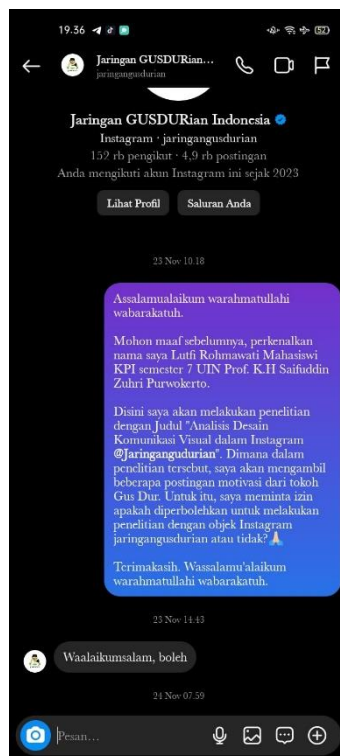 19.36
52
Jaringan GUSDURian...
jaringangusdurian
Jaringan GUSDURian Indonesia
Instagram · jaringangusdurian
152 rb pengikut · 4,9 rb postingan
Anda mengikuti akun Instagram ini sejak 2023
Lihat Profil
Saluran Anda
23 Nov 10.18
Assalamualaikum warahmatullahi
wabarakatuh.
Mohon maaf sebelumnya, perkenalkan
nama saya Lutfi Rohmawati Mahasiswi
KPI semester 7 UIN Prof. K.H Saifuddin
Zuhri Purwokerto.
Disini saya akan melakukan penelitian
dengan Judul "Analisis Desain
Komunikasi Visual dalam Instagram
@Jaringangudurian". Dimana dalam
penelitian tersebut, saya akan mengambil
beberapa postingan motivasi dari tokoh
Gus Dur. Untuk itu, saya meminta izin
apakah diperbolehkan untuk melakukan
penelitian dengan objek Instagram
jaringangusdurian atau tidak?🙏
Terimakasih. Wassalamu'alaikum
warahmatullahi wabarakatuh.
23 Nov 14.43
Waalaikumsalam, boleh
24 Nov 07.59
Pesan...